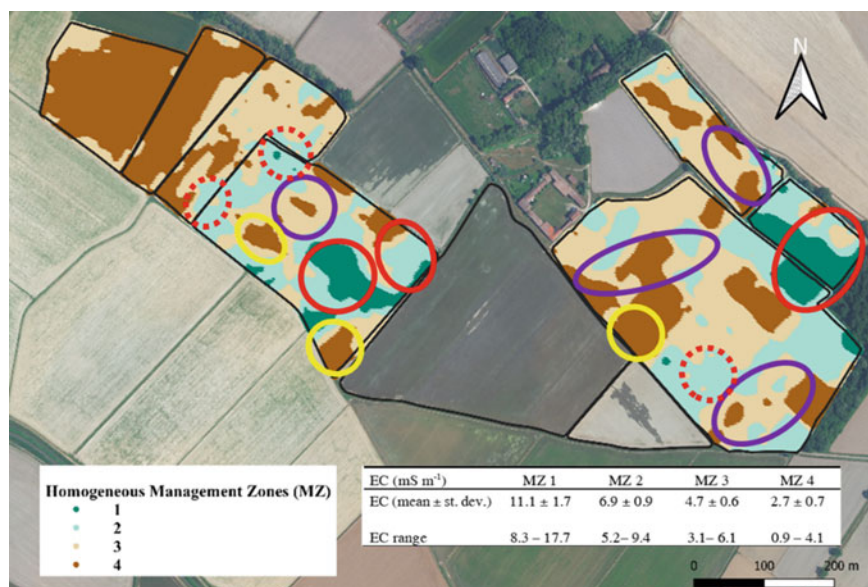 N
Homogeneous Management Zones (MZ)
1
2
3
4
EC (mS m⁻¹) MZ 1 MZ 2 MZ 3 MZ 4
EC (mean ± st. dev.) 11.1 ± 1.7 6.9 ± 0.9 4.7 ± 0.6 2.7 ± 0.7
EC range 8.3 – 17.7 5.2 – 9.4 3.1 – 6.1 0.9 – 4.1
0 100 200 m